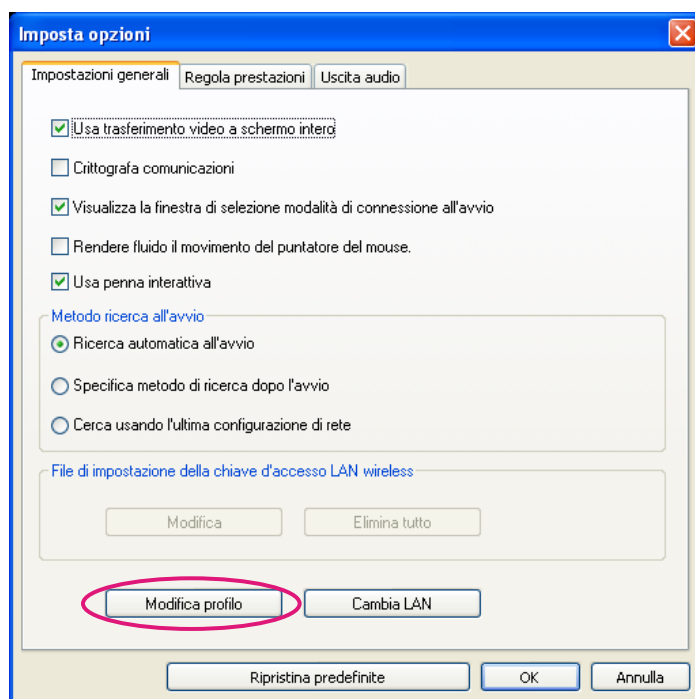 Imposta opzioni
Impostazioni generali Regola prestazioni Uscita audio
Usa trasferimento video a schermo intero
Crittografa comunicazioni
Visualizza la finestra di selezione modalità di connessione all'avvio
Rendere fluido il movimento del puntatore del mouse.
Usa penna interattiva
Metodo ricerca all'avvio
Ricerca automatica all'avvio
Specifica metodo di ricerca dopo l'avvio
Cerca usando l'ultima configurazione di rete
File di impostazione della chiave d'accesso LAN wireless
Modifica Elimina tutto
Modifica profilo Cambia LAN
Ripristina predefinite OK Annulla